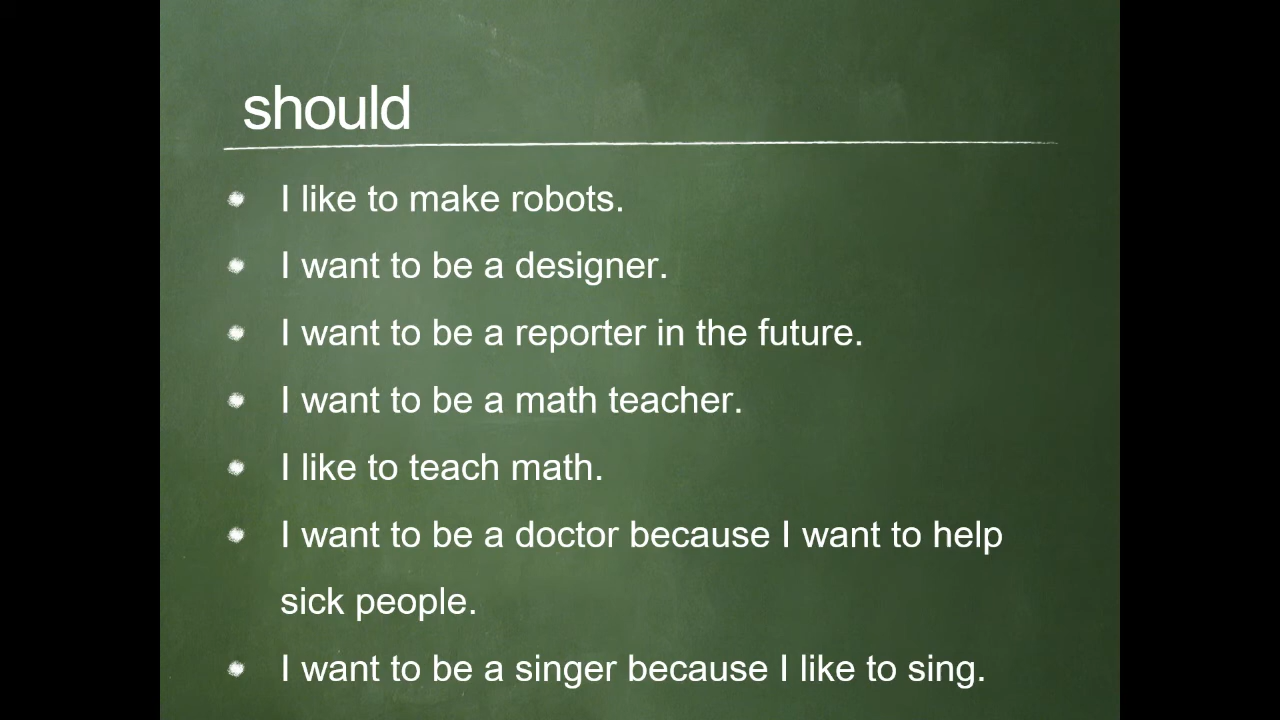 should
I like to make robots.
I want to be a designer.
I want to be a reporter in the future.
I want to be a math teacher.
I like to teach math.
I want to be a doctor because I want to help
sick people.
I want to be a singer because I like to sing.